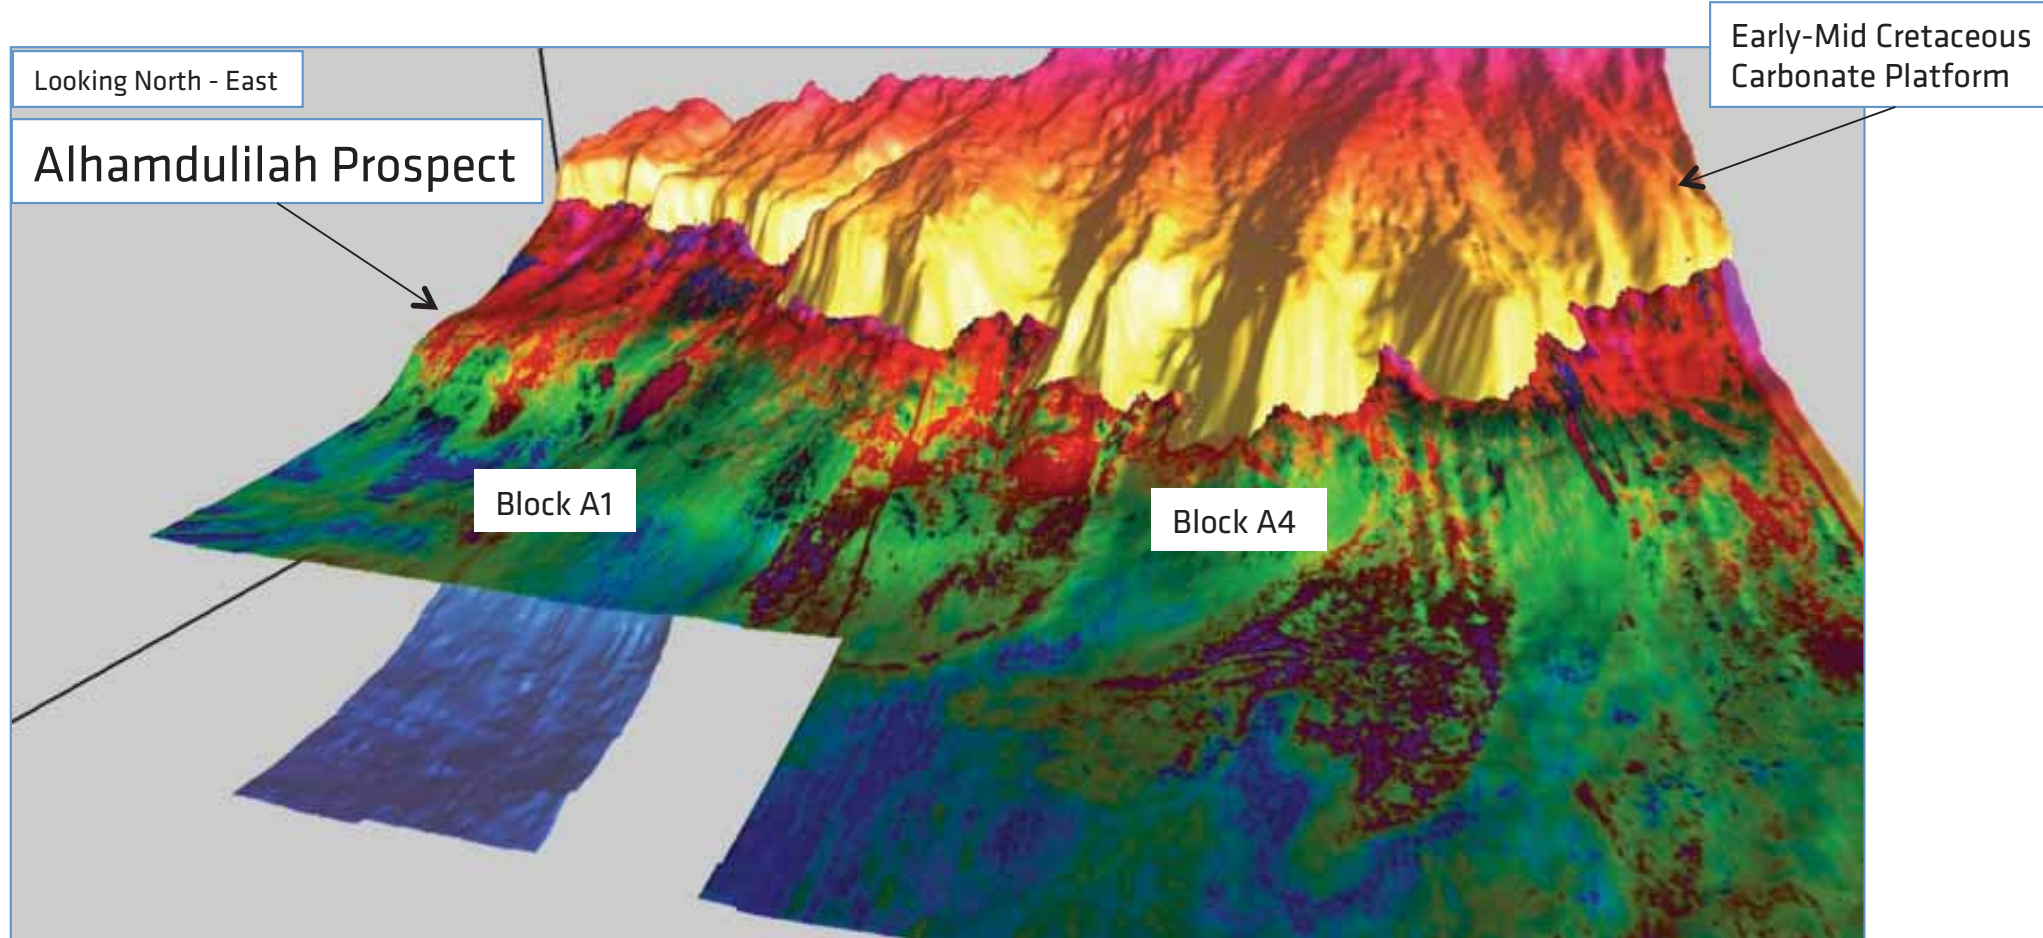 Looking North - East
Alhamdulilah Prospect
Early-Mid Cretaceous
Carbonate Platform
Block A1
Block A4